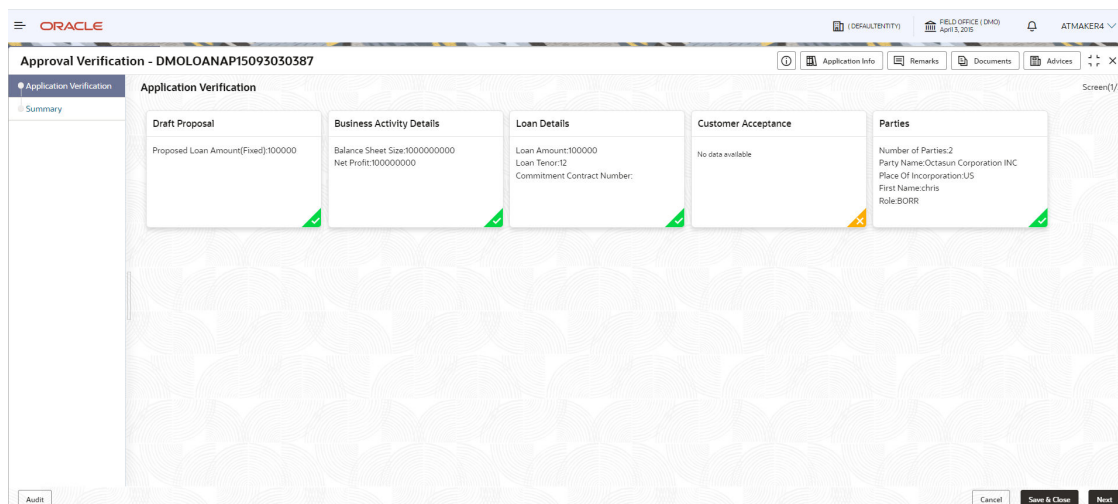 ORACLE
( DEFAULTENTITY)
FIELD OFFICE ( DMO)
April 3, 2015
ATMAKER4
Approval Verification - DMOLOANAP15093030387
Application Info
Remarks
Documents
Advices
Application Verification
Summary
Application Verification
Screen(1/
Draft Proposal
Proposed Loan Amount(Fixed):100000
Business Activity Details
Balance Sheet Size:1000000000
Net Profit:100000000
Loan Details
Loan Amount:100000
Loan Tenor:12
Commitment Contract Number:
Customer Acceptance
No data available
Parties
Number of Parties:2
Party Name:Octasun Corporation INC
Place Of Incorporation:US
First Name:chris
Role:BORR
Audit
Cancel
Save & Close
Next